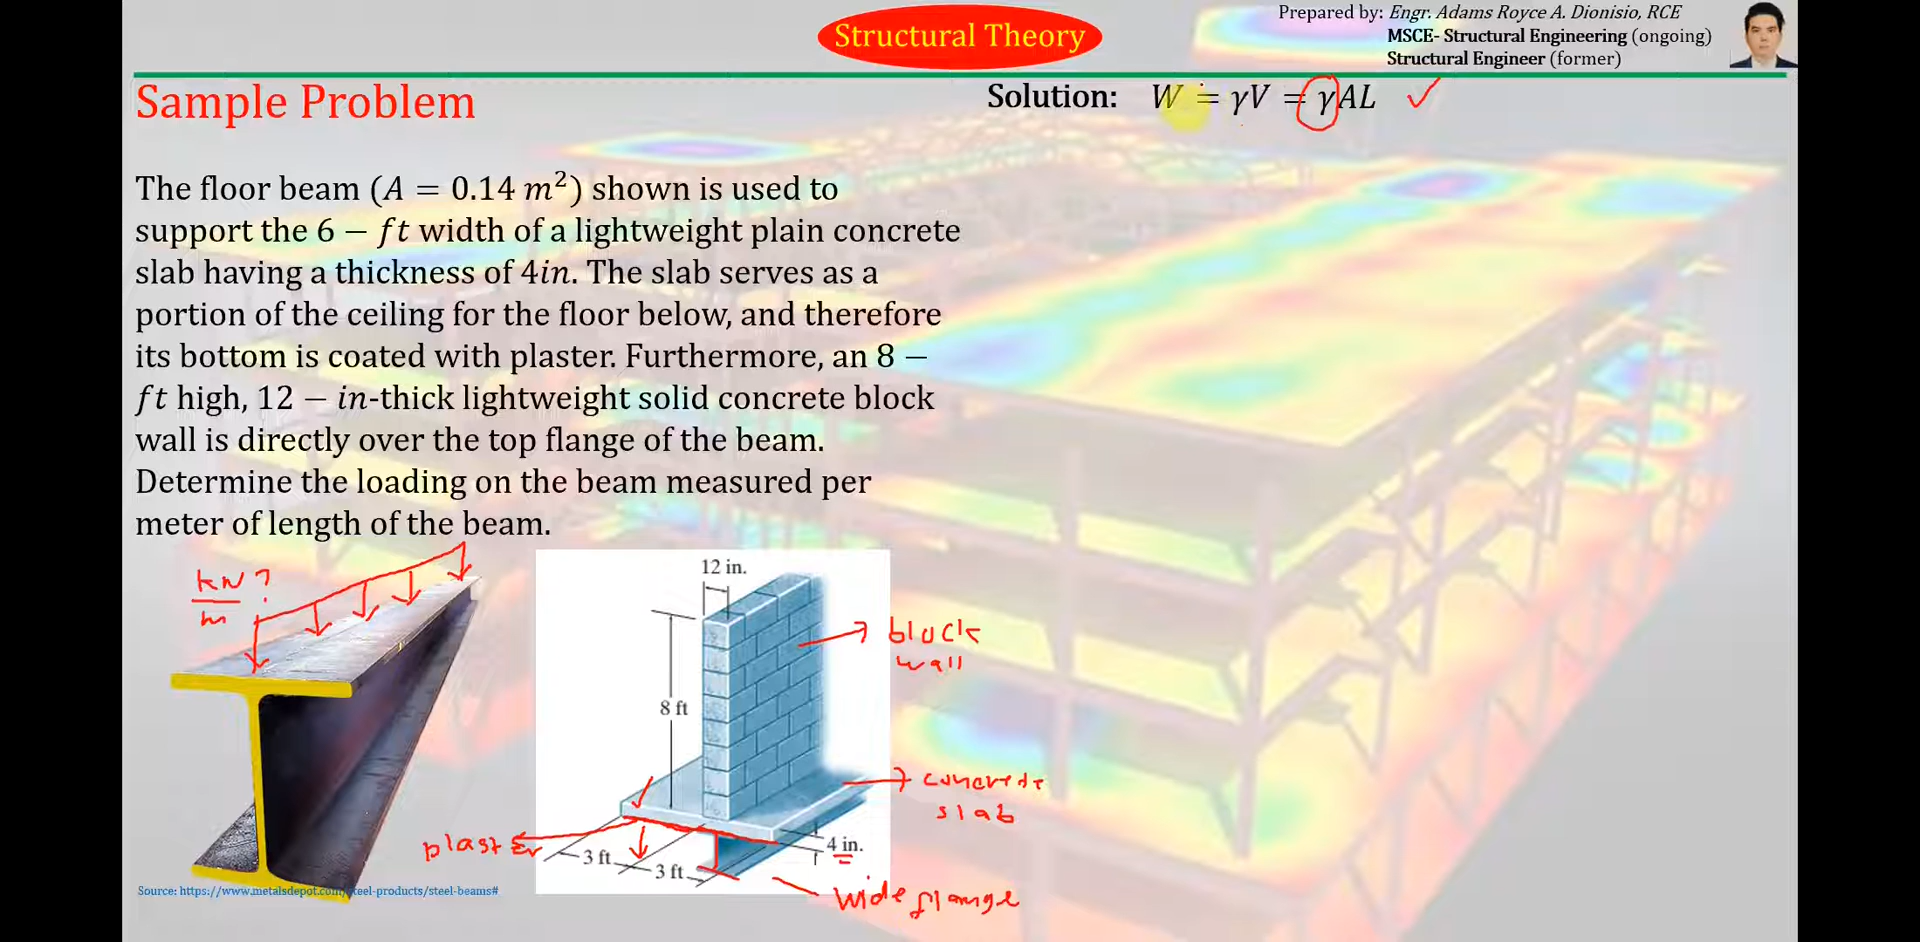 Structural Theory
Prepared by: Engr. Adams Royce A. Dionisio, RCE
MSCE- Structural Engineering (ongoing)
Structural Engineer (former)
Sample Problem
Solution: W = γV = γAL
The floor beam (A = 0.14 m²) shown is used to
support the 6 − ft width of a lightweight plain concrete
slab having a thickness of 4in. The slab serves as a
portion of the ceiling for the floor below, and therefore
its bottom is coated with plaster. Furthermore, an 8 −
ft high, 12 − in-thick lightweight solid concrete block
wall is directly over the top flange of the beam.
Determine the loading on the beam measured per
meter of length of the beam.
kN/m ?
12 in.
8 ft
block
wall
concrete
slab
plaster
3 ft
3 ft
4 in.
wide flange
Source: https://www.metalsdepot.com/steel-products/steel-beams#